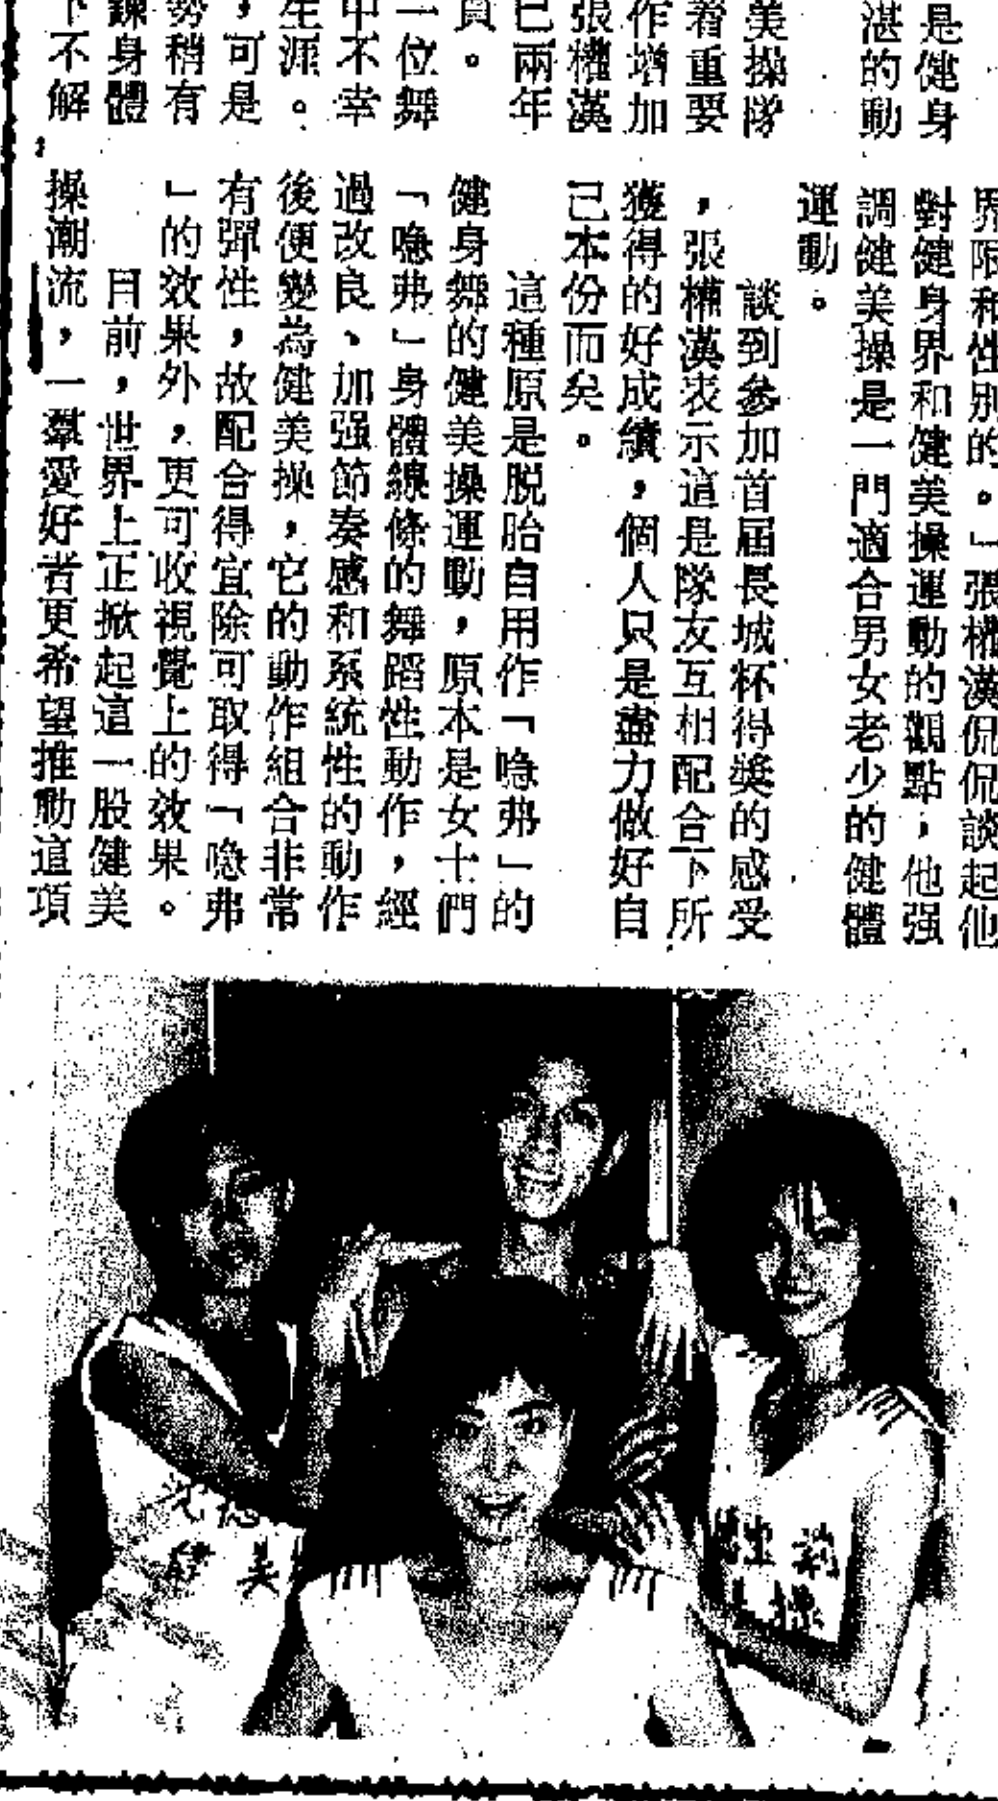 是健身
湛的動
美操隊
着重要
作增加
張權漢
已兩年
員。
一位舞
中不幸
生涯。
，可是
勢稍有
鍊身體
下不解
界限和性別的。」張權漢侃侃談起他
對健身界和健美操運動的觀點，他强
調健美操是一門適合男女老少的健體
運動。
談到參加首屆長城杯得獎的感受
，張權漢表示這是隊友互相配合下所
獲得的好成績，個人只是盡力做好自
己本份而矣。
這種原是脱胎自用作「喼弗」的
健身舞的健美操運動，原本是女士們
「喼弗」身體線條的舞蹈性動作，經
過改良、加强節奏感和系統性的動作
後便變為健美操，它的動作組合非常
有彈性，故配合得宜除可取得「喼弗
」的效果外，更可收視覺上的效果。
目前，世界上正掀起這一股健美
操潮流，一羣愛好者更希望推動這項